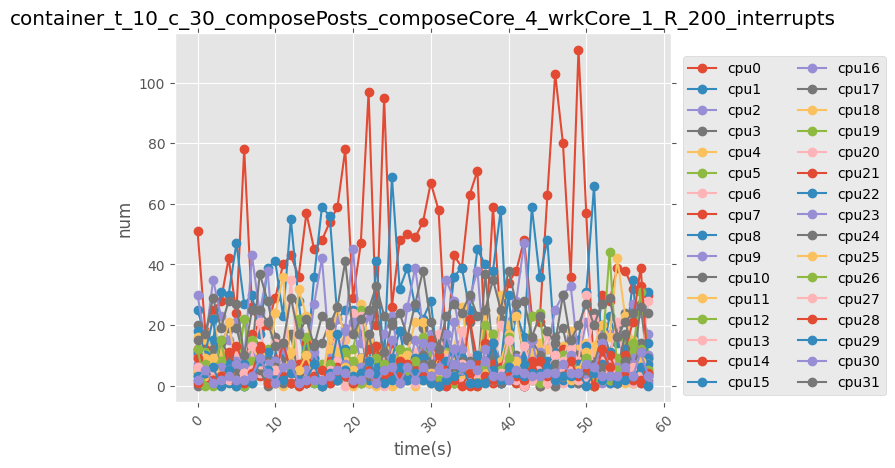 container_t_10_c_30_composePosts_composeCore_4_wrkCore_1_R_200_interrupts
num
100
80
60
40
20
0
0
10
20
30
40
50
60
time(s)
cpu0
cpu1
cpu2
cpu3
cpu4
cpu5
cpu6
cpu7
cpu8
cpu9
cpu10
cpu11
cpu12
cpu13
cpu14
cpu15
cpu16
cpu17
cpu18
cpu19
cpu20
cpu21
cpu22
cpu23
cpu24
cpu25
cpu26
cpu27
cpu28
cpu29
cpu30
cpu31